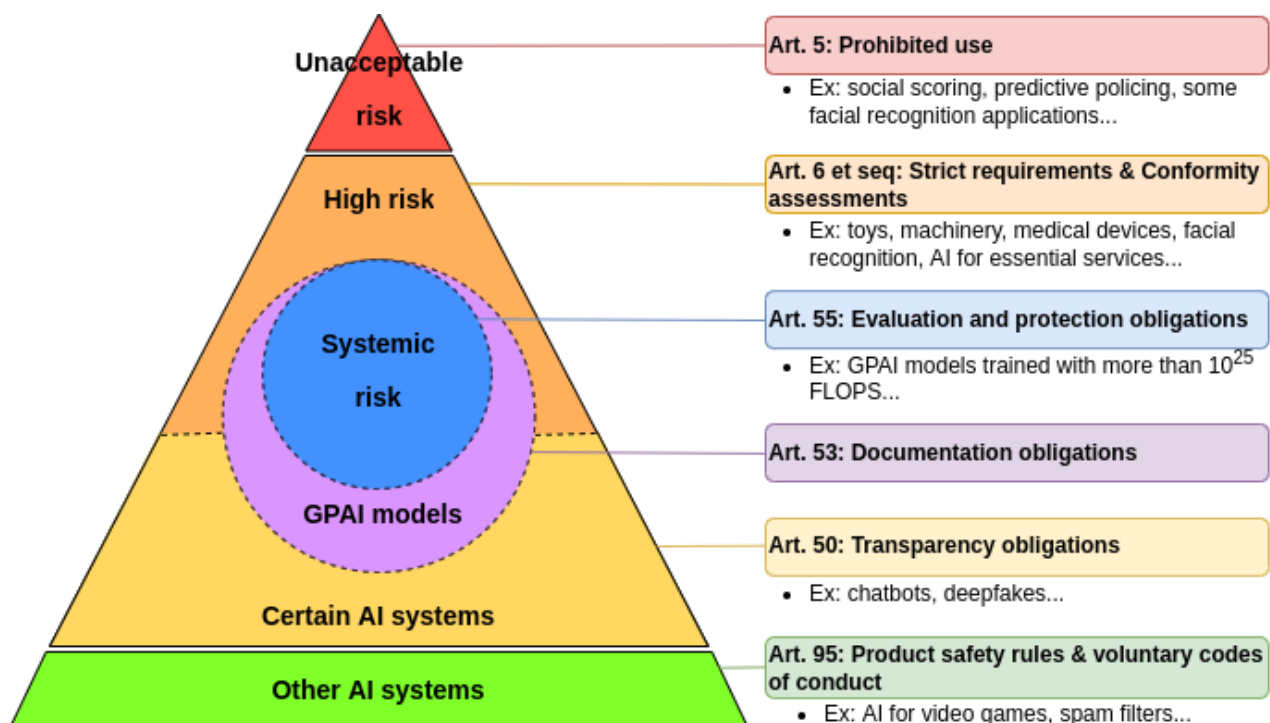 Unacceptable
risk
High risk
Systemic
risk
GPAI models
Certain AI systems
Other AI systems
Art. 5: Prohibited use
• Ex: social scoring, predictive policing, some
facial recognition applications...
Art. 6 et seq: Strict requirements & Conformity
assessments
• Ex: toys, machinery, medical devices, facial
recognition, AI for essential services...
Art. 55: Evaluation and protection obligations
• Ex: GPAI models trained with more than 10²⁵
FLOPS...
Art. 53: Documentation obligations
Art. 50: Transparency obligations
• Ex: chatbots, deepfakes...
Art. 95: Product safety rules & voluntary codes
of conduct
• Ex: AI for video games, spam filters...